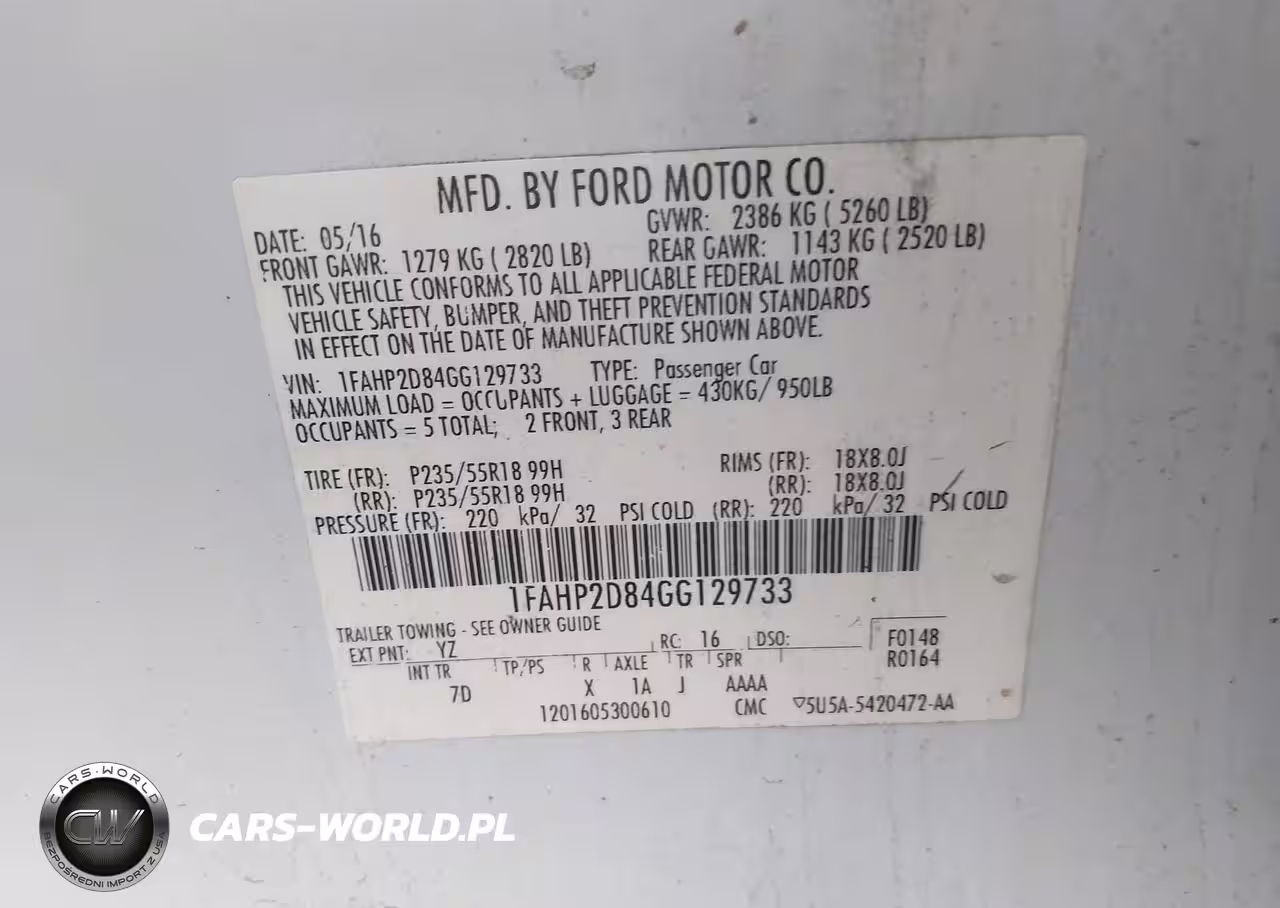 MFD. BY FORD MOTOR CO.
DATE: 05/16 GVWR: 2386 KG ( 5260 LB)
FRONT GAWR: 1279 KG ( 2820 LB) REAR GAWR: 1143 KG ( 2520 LB)
THIS VEHICLE CONFORMS TO ALL APPLICABLE FEDERAL MOTOR
VEHICLE SAFETY, BUMPER, AND THEFT PREVENTION STANDARDS
IN EFFECT ON THE DATE OF MANUFACTURE SHOWN ABOVE.
VIN: 1FAHP2D84GG129733 TYPE: Passenger Car
MAXIMUM LOAD = OCCUPANTS + LUGGAGE = 430KG/ 950LB
OCCUPANTS = 5 TOTAL; 2 FRONT, 3 REAR
TIRE (FR): P235/55R18 99H RIMS (FR): 18X8.0J
(RR): P235/55R18 99H (RR): 18X8.0J
PRESSURE (FR): 220 kPa/ 32 PSI COLD (RR): 220 kPa/ 32 PSI COLD
1FAHP2D84GG129733
TRAILER TOWING - SEE OWNER GUIDE
EXT PNT: YZ RC: 16 DSO: F0148
INT TR TP/PS R AXLE TR SPR R0164
7D X 1A J AAAA
1201605300610 CMC ▽5U5A-5420472-AA
CARS-WORLD
CW
BEZPOŚREDNI IMPORT Z USA
CARS-WORLD.PL